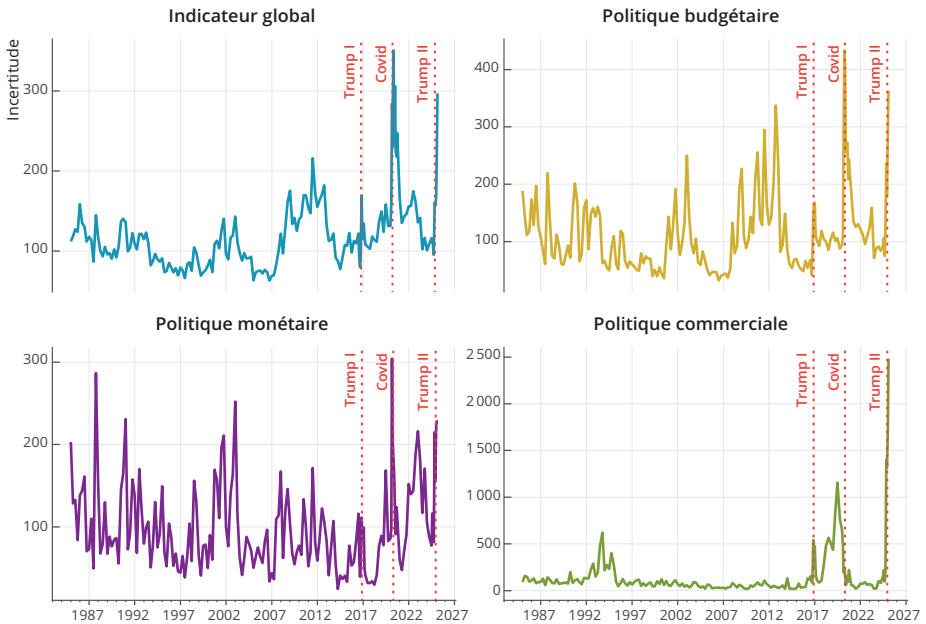 Indicateur global
Politique budgétaire
Incertitude
300
200
100
Trump I
Covid
Trump II
400
300
200
100
Trump I
Covid
Trump II
Politique monétaire
Politique commerciale
300
200
100
Trump I
Covid
Trump II
1987 1992 1997 2002 2007 2012 2017 2022 2027
2 500
2 000
1 500
1 000
500
0
Trump I
Covid
Trump II
1987 1992 1997 2002 2007 2012 2017 2022 2027